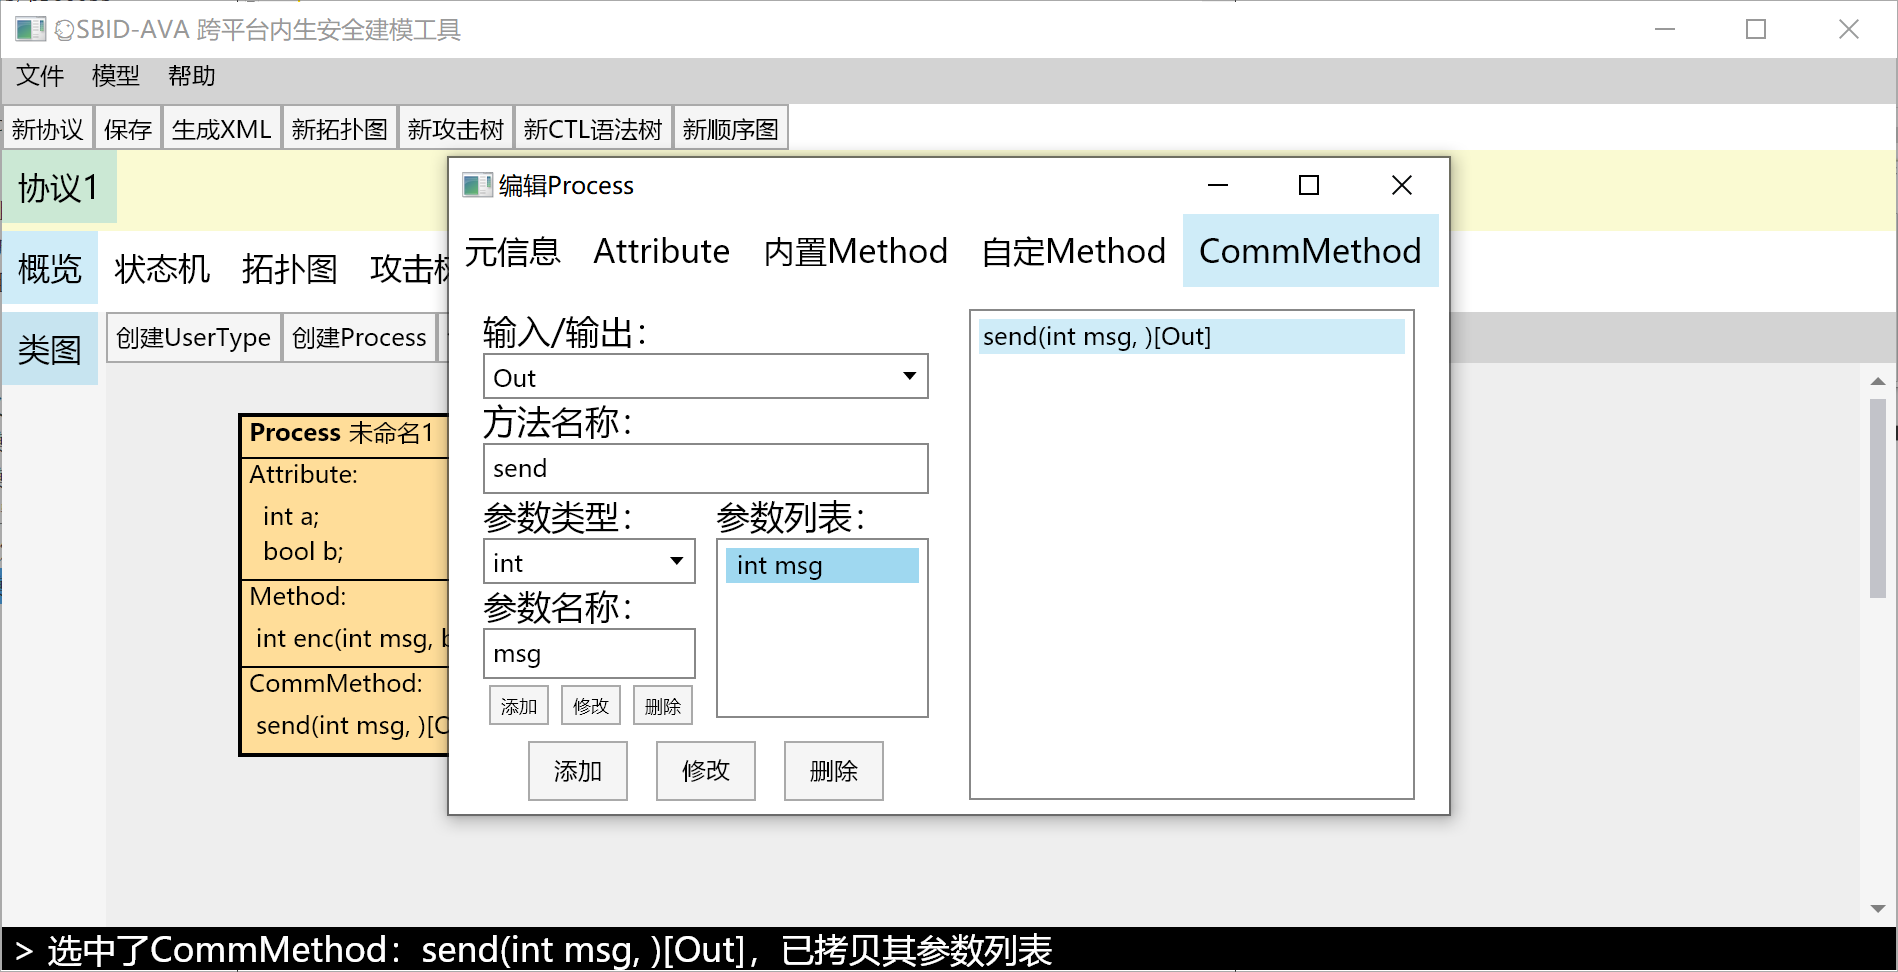 SBID-AVA 跨平台内生安全建模工具
文件 模型 帮助
新协议 保存 生成XML 新拓扑图 新攻击树 新CTL语法树 新顺序图
协议1
概览 状态机 拓扑图 攻击树
类图
创建UserType 创建Process
Process 未命名1
Attribute:
int a;
bool b;
Method:
int enc(int msg,
CommMethod:
send(int msg, )[O
编辑Process
元信息 Attribute 内置Method 自定Method CommMethod
输入/输出：
Out
方法名称：
send
参数类型：
int
参数名称：
msg
添加 修改 删除
参数列表：
int msg
添加 修改 删除
send(int msg, )[Out]
> 选中了CommMethod：send(int msg, )[Out]，已拷贝其参数列表